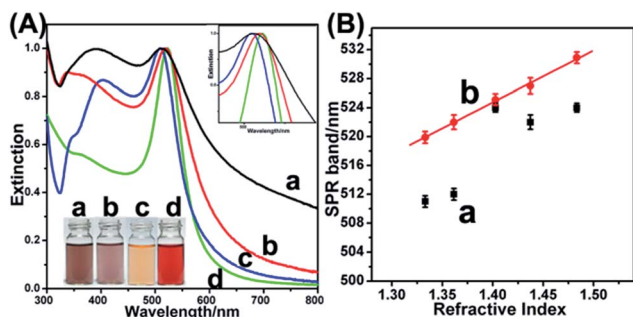 (A)
Extinction
1.0
0.8
0.6
0.4
0.2
0.0
300 400 500 600 700 800
Wavelength/nm
a b c d
a
b
c
d
Extinction
Wavelength/nm
(B)
SPR band/nm
532
528
524
520
516
512
508
504
500
1.30 1.35 1.40 1.45 1.50
Refractive Index
b
a